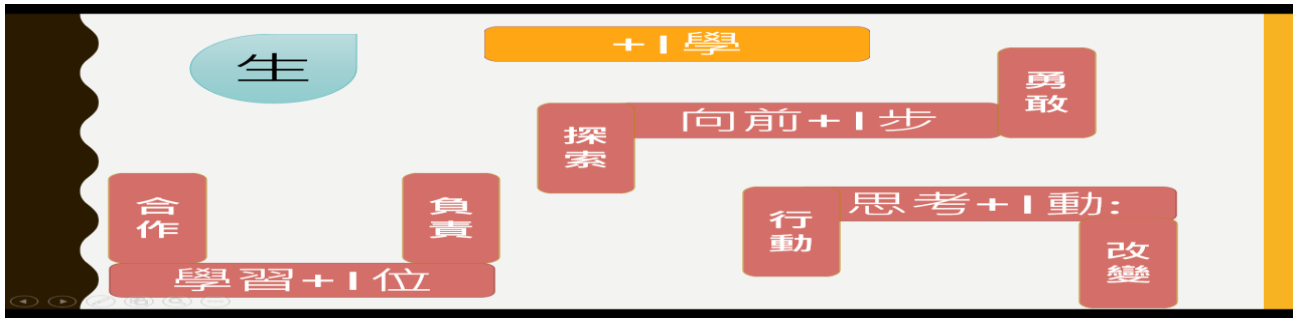 生
+1學
勇敢
向前+1步
探索
合作
負責
學習+1位
思考+1動:
行動
改變